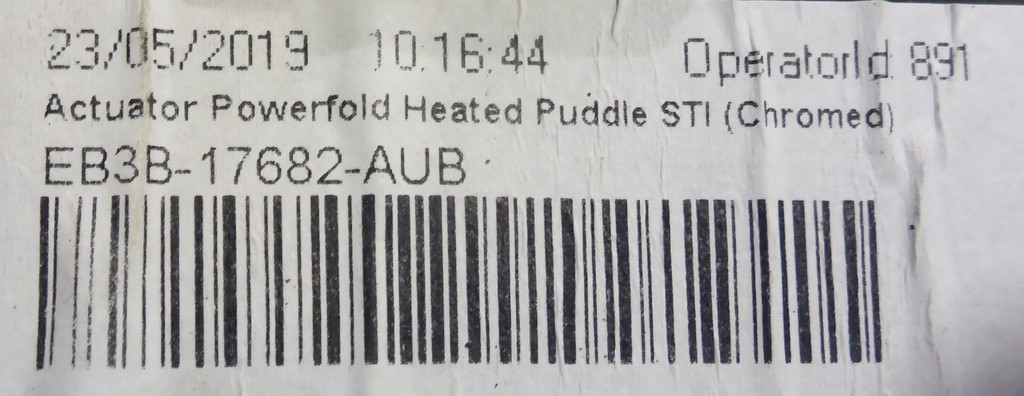 23/05/2019 10:16:44 OperatorId: 891
Actuator Powerfold Heated Puddle STI (Chromed)
EB3B-17682-AUB